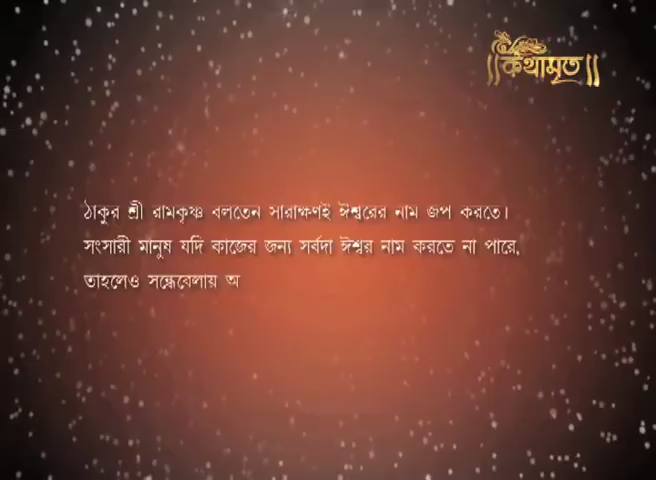 ॥কথামৃত॥
ঠাকুর শ্রী রামকৃষ্ণ বলতেন সারাক্ষণই ঈশ্বরের নাম জপ করতে।
সংসারী মানুষ যদি কাজের জন্য সর্বদা ঈশ্বর নাম করতে না পারে,
তাহলেও সন্ধেবেলায় অ